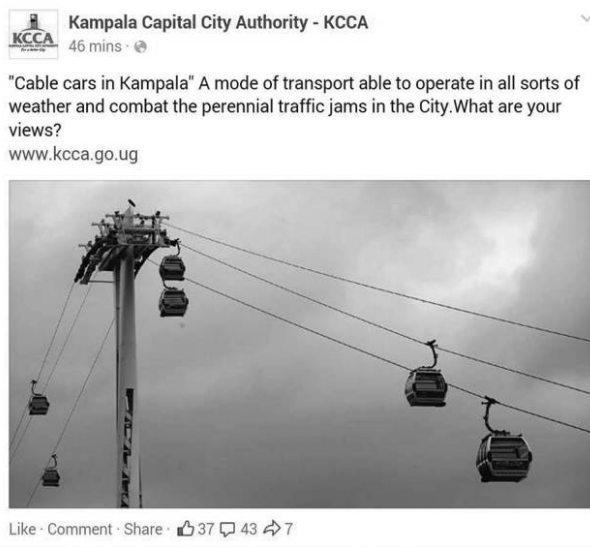 KCCA
Kampala Capital City Authority - KCCA
46 mins ·
"Cable cars in Kampala" A mode of transport able to operate in all sorts of
weather and combat the perennial traffic jams in the City.What are your
views?
www.kcca.go.ug
Like · Comment · Share · 37 43 7